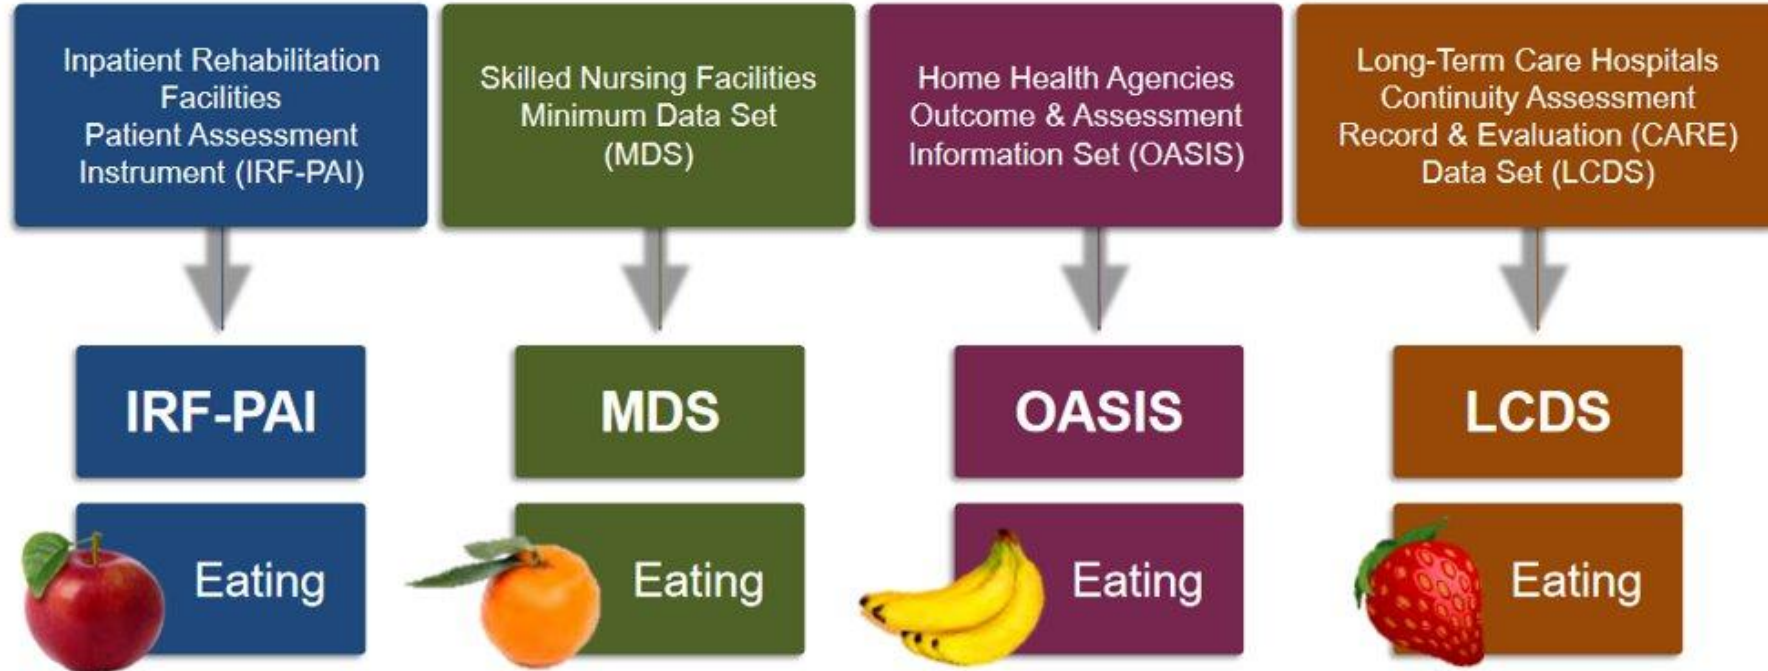 Inpatient Rehabilitation
Facilities
Patient Assessment
Instrument (IRF-PAI)
Skilled Nursing Facilities
Minimum Data Set
(MDS)
Home Health Agencies
Outcome & Assessment
Information Set (OASIS)
Long-Term Care Hospitals
Continuity Assessment
Record & Evaluation (CARE)
Data Set (LCDS)
IRF-PAI
MDS
OASIS
LCDS
Eating
Eating
Eating
Eating